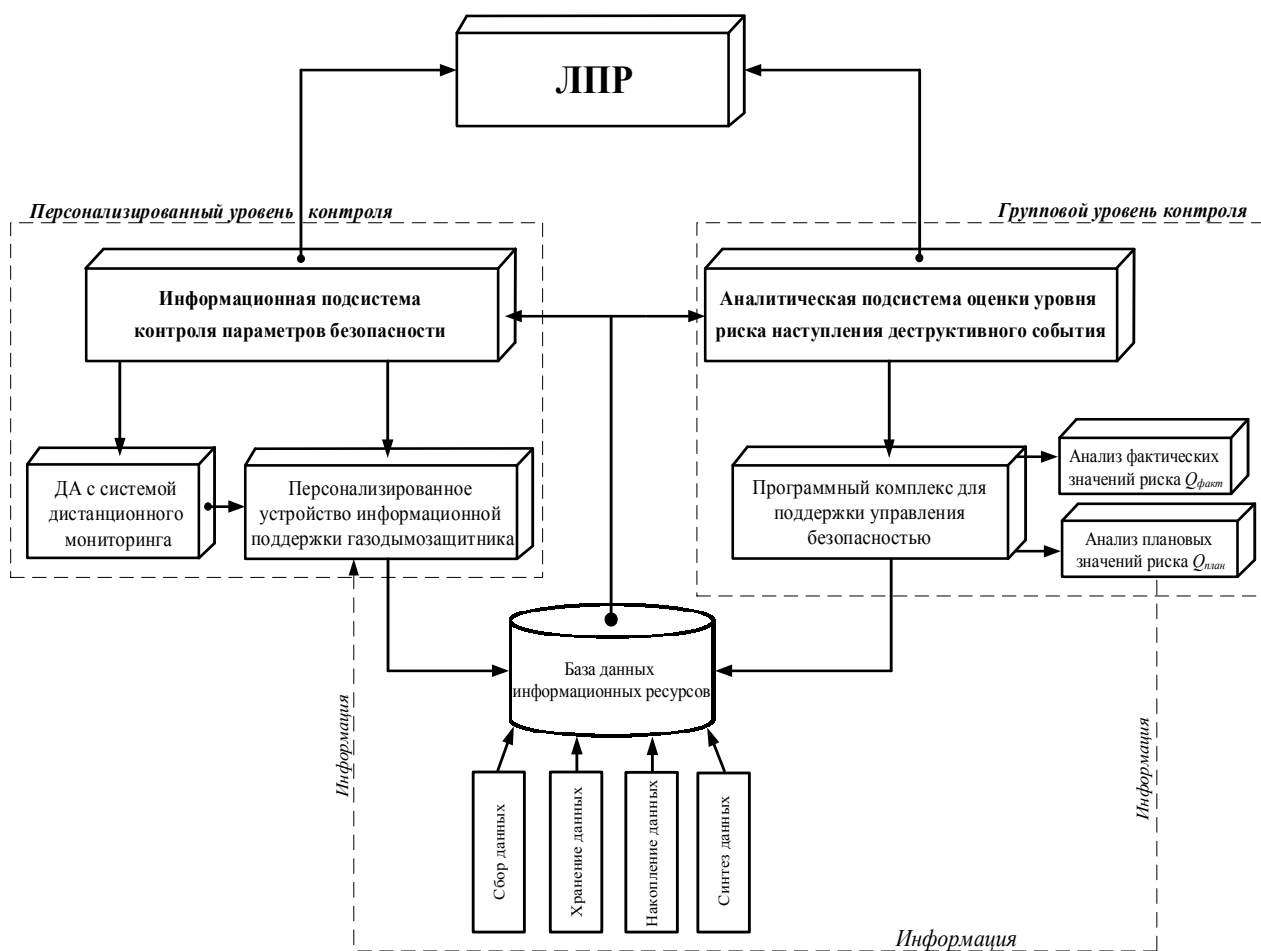 ЛПР
Персонализированный уровень контроля
Групповой уровень контроля
Информационная подсистема
контроля параметров безопасности
Аналитическая подсистема оценки уровня
риска наступления деструктивного события
ДА с системой
дистанционного
мониторинга
Персонализированное
устройство информационной
поддержки газодымозащитника
Программный комплекс для
поддержки управления
безопасностью
Анализ фактических
значений риска Qфакт
Анализ плановых
значений риска Qплан
База данных
информационных ресурсов
Информация
Информация
Сбор данных
Хранение данных
Накопление данных
Синтез данных
Информация